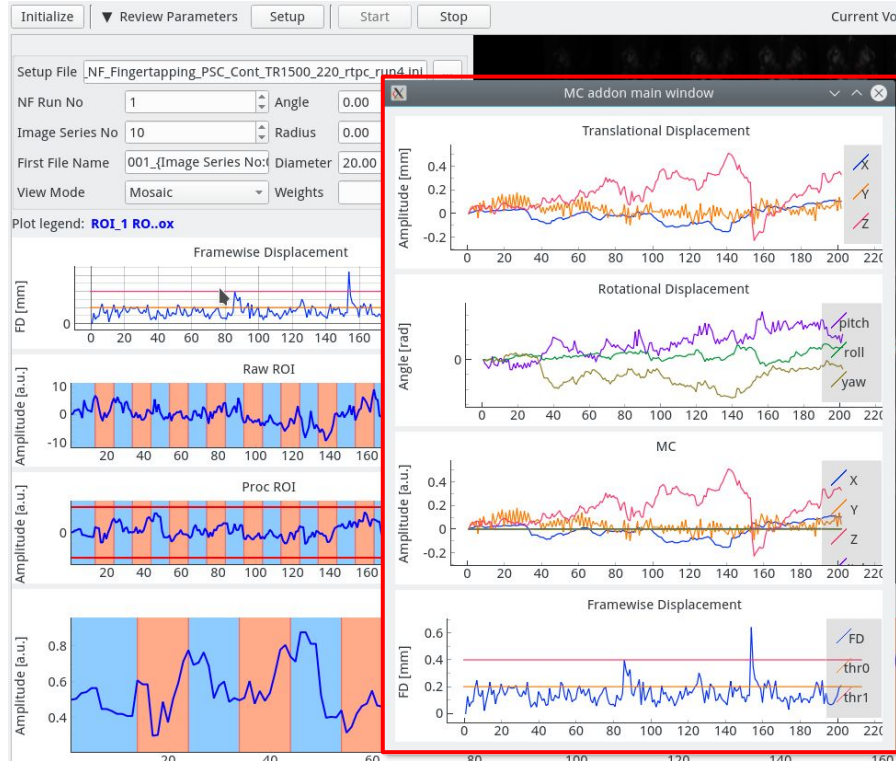 Initialize ▼ Review Parameters Setup Start Stop Current Vo
Setup File _NF_Fingertapping_PSC_Cont_TR1500_220_rtpc_run4.ini
NF Run No 1 Angle 0.00
Image Series No 10 Radius 0.00
First File Name 001_{Image Series No: Diameter 20.00
View Mode Mosaic Weights
Plot legend: ROI_1 RO..ox
Framewise Displacement
FD [mm]
0
0 20 40 60 80 100 120 140 160
Raw ROI
Amplitude [a.u.]
10
0
-10
20 40 60 80 100 120 140 160
Proc ROI
Amplitude [a.u.]
0
20 40 60 80 100 120 140 160
Amplitude [a.u.]
0.8
0.6
0.4
20 60 80 100 120 140 160
MC addon main window
Translational Displacement
Amplitude [mm]
0.4
0.2
0
-0.2
X
Y
Z
0 20 40 60 80 100 120 140 160 180 200 220
Rotational Displacement
Angle [rad]
0
pitch
roll
yaw
0 20 40 60 80 100 120 140 160 180 200 220
MC
Amplitude [a.u.]
0.4
0.2
0
-0.2
X
Y
Z
0 20 40 60 80 100 120 140 160 180 200 220
Framewise Displacement
FD [mm]
0.6
0.4
0.2
0
FD
thr0
thr1
0 20 40 60 80 100 120 140 160 180 200 220